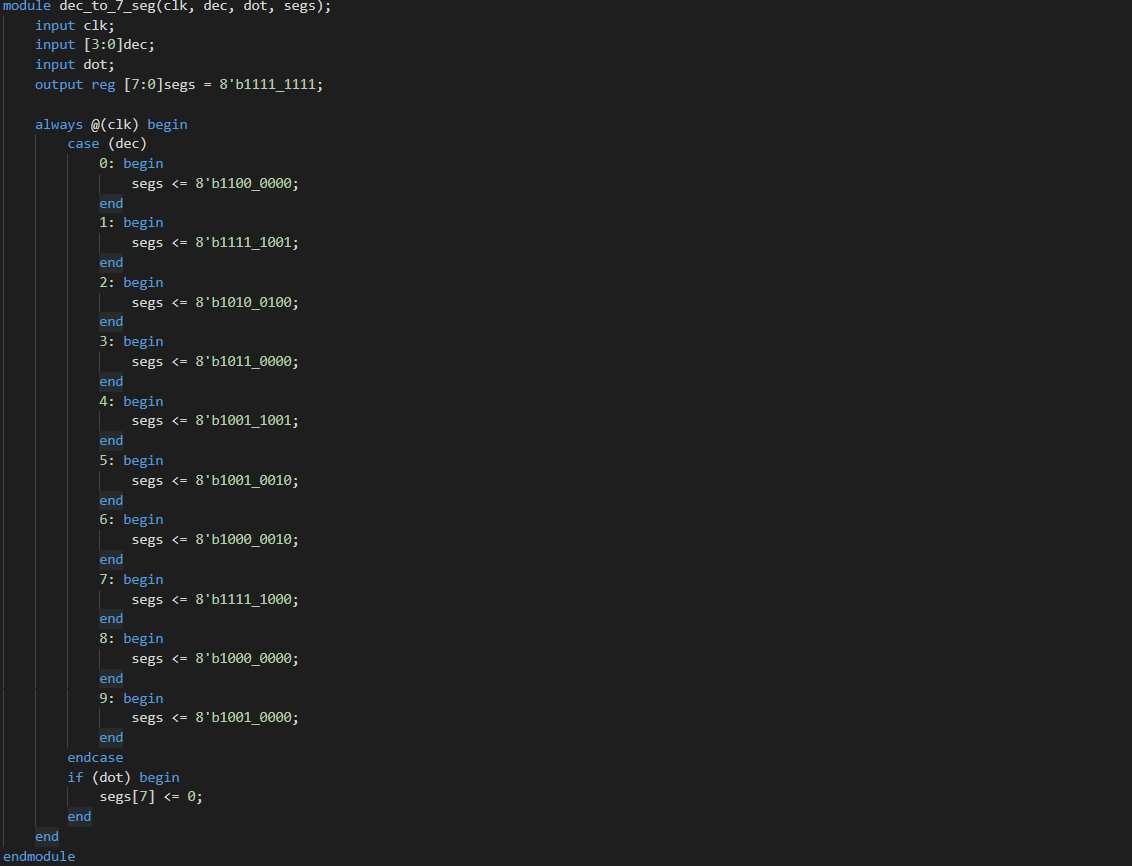 module dec_to_7_seg(clk, dec, dot, segs);
    input clk;
    input [3:0]dec;
    input dot;
    output reg [7:0]segs = 8'b1111_1111;

    always @(clk) begin
        case (dec)
            0: begin
                segs <= 8'b1100_0000;
            end
            1: begin
                segs <= 8'b1111_1001;
            end
            2: begin
                segs <= 8'b1010_0100;
            end
            3: begin
                segs <= 8'b1011_0000;
            end
            4: begin
                segs <= 8'b1001_1001;
            end
            5: begin
                segs <= 8'b1001_0010;
            end
            6: begin
                segs <= 8'b1000_0010;
            end
            7: begin
                segs <= 8'b1111_1000;
            end
            8: begin
                segs <= 8'b1000_0000;
            end
            9: begin
                segs <= 8'b1001_0000;
            end
        endcase
        if (dot) begin
            segs[7] <= 0;
        end
    end
endmodule